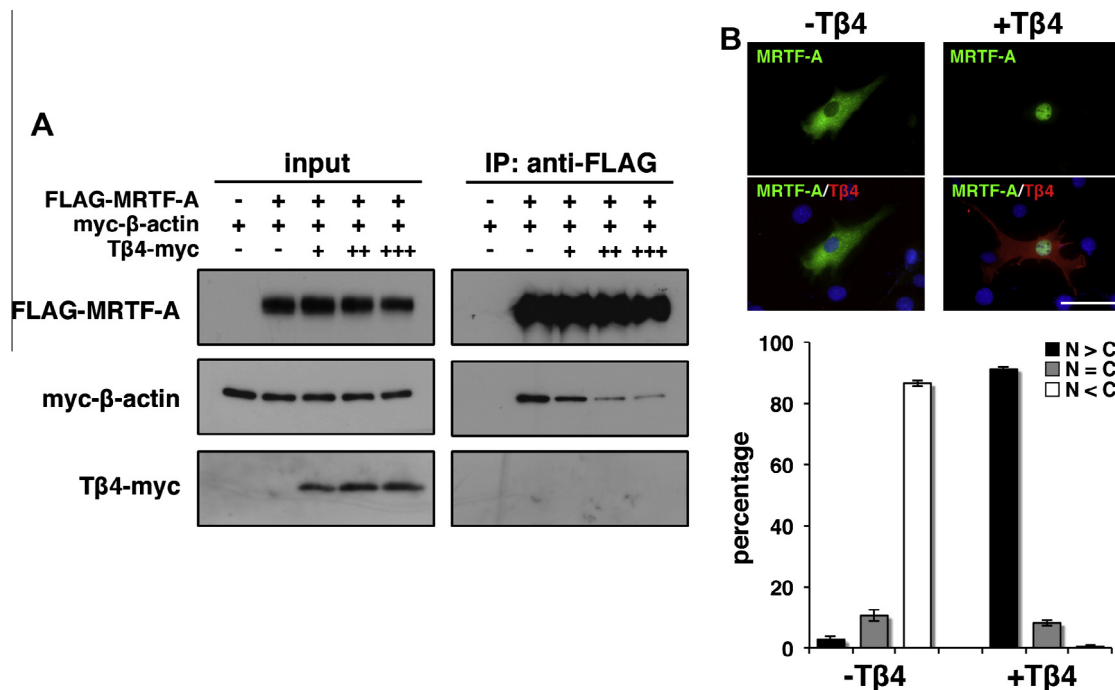 A
input
IP: anti-FLAG
FLAG-MRTF-A - + + + + - + + + +
myc-β-actin + + + + + + + + + +
Tβ4-myc - - + ++ +++ - - + ++ +++
FLAG-MRTF-A
myc-β-actin
Tβ4-myc
B
-Tβ4 +Tβ4
MRTF-A MRTF-A
MRTF-A/Tβ4 MRTF-A/Tβ4
100
80
60
40
20
0
percentage
N > C
N = C
N < C
-Tβ4 +Tβ4